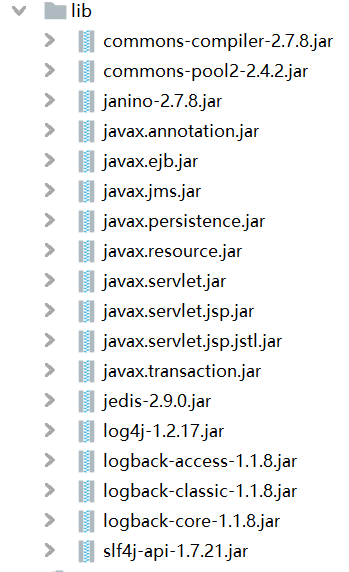 lib
commons-compiler-2.7.8.jar
commons-pool2-2.4.2.jar
janino-2.7.8.jar
javax.annotation.jar
javax.ejb.jar
javax.jms.jar
javax.persistence.jar
javax.resource.jar
javax.servlet.jar
javax.servlet.jsp.jar
javax.servlet.jsp.jstl.jar
javax.transaction.jar
jedis-2.9.0.jar
log4j-1.2.17.jar
logback-access-1.1.8.jar
logback-classic-1.1.8.jar
logback-core-1.1.8.jar
slf4j-api-1.7.21.jar